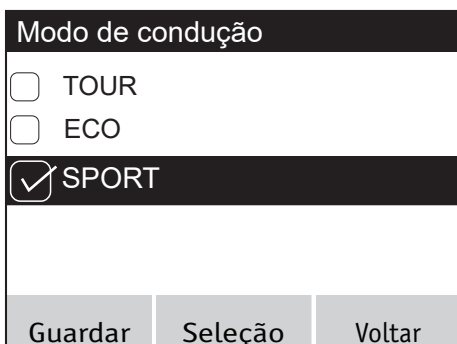 Modo de condução
TOUR
ECO
SPORT
Guardar Seleção Voltar